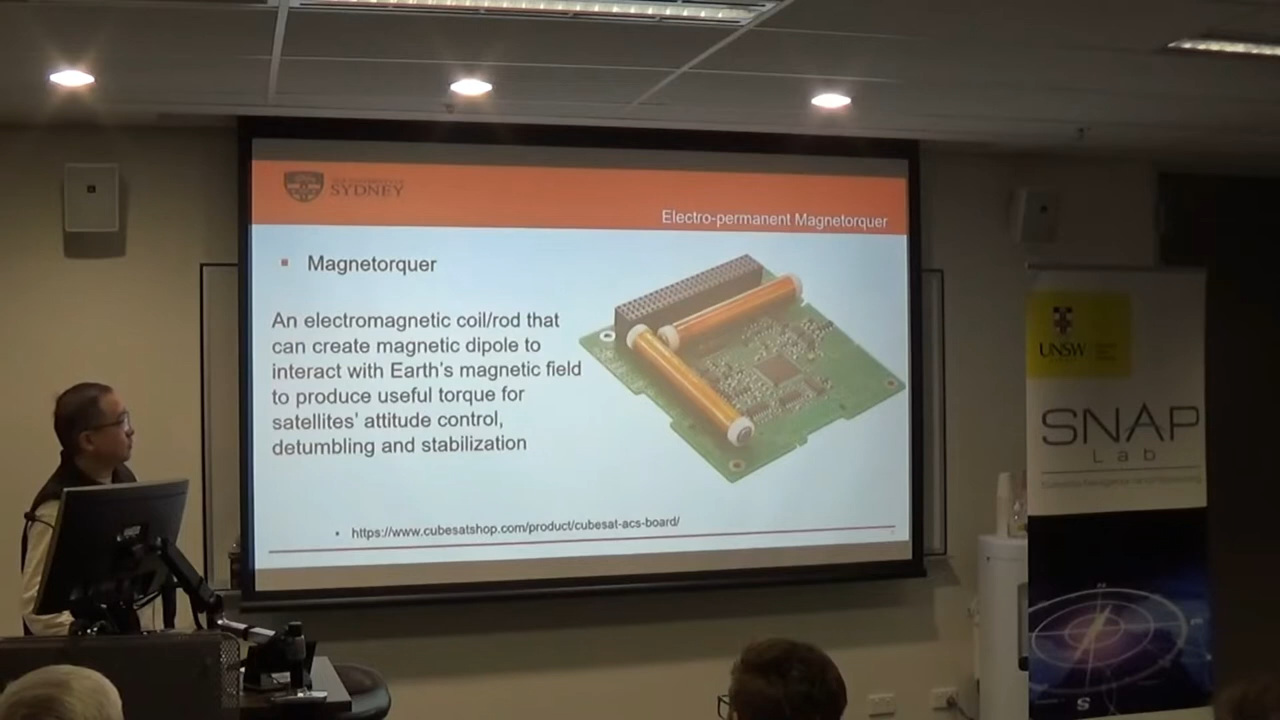 SYDNEY
Electro-permanent Magnetorquer
▪ Magnetorquer
An electromagnetic coil/rod that
can create magnetic dipole to
interact with Earth's magnetic field
to produce useful torque for
satellites' attitude control,
detumbling and stabilization
• https://www.cubesatshop.com/product/cubesat-acs-board/
UNSW
SNAP
Lab
N
S